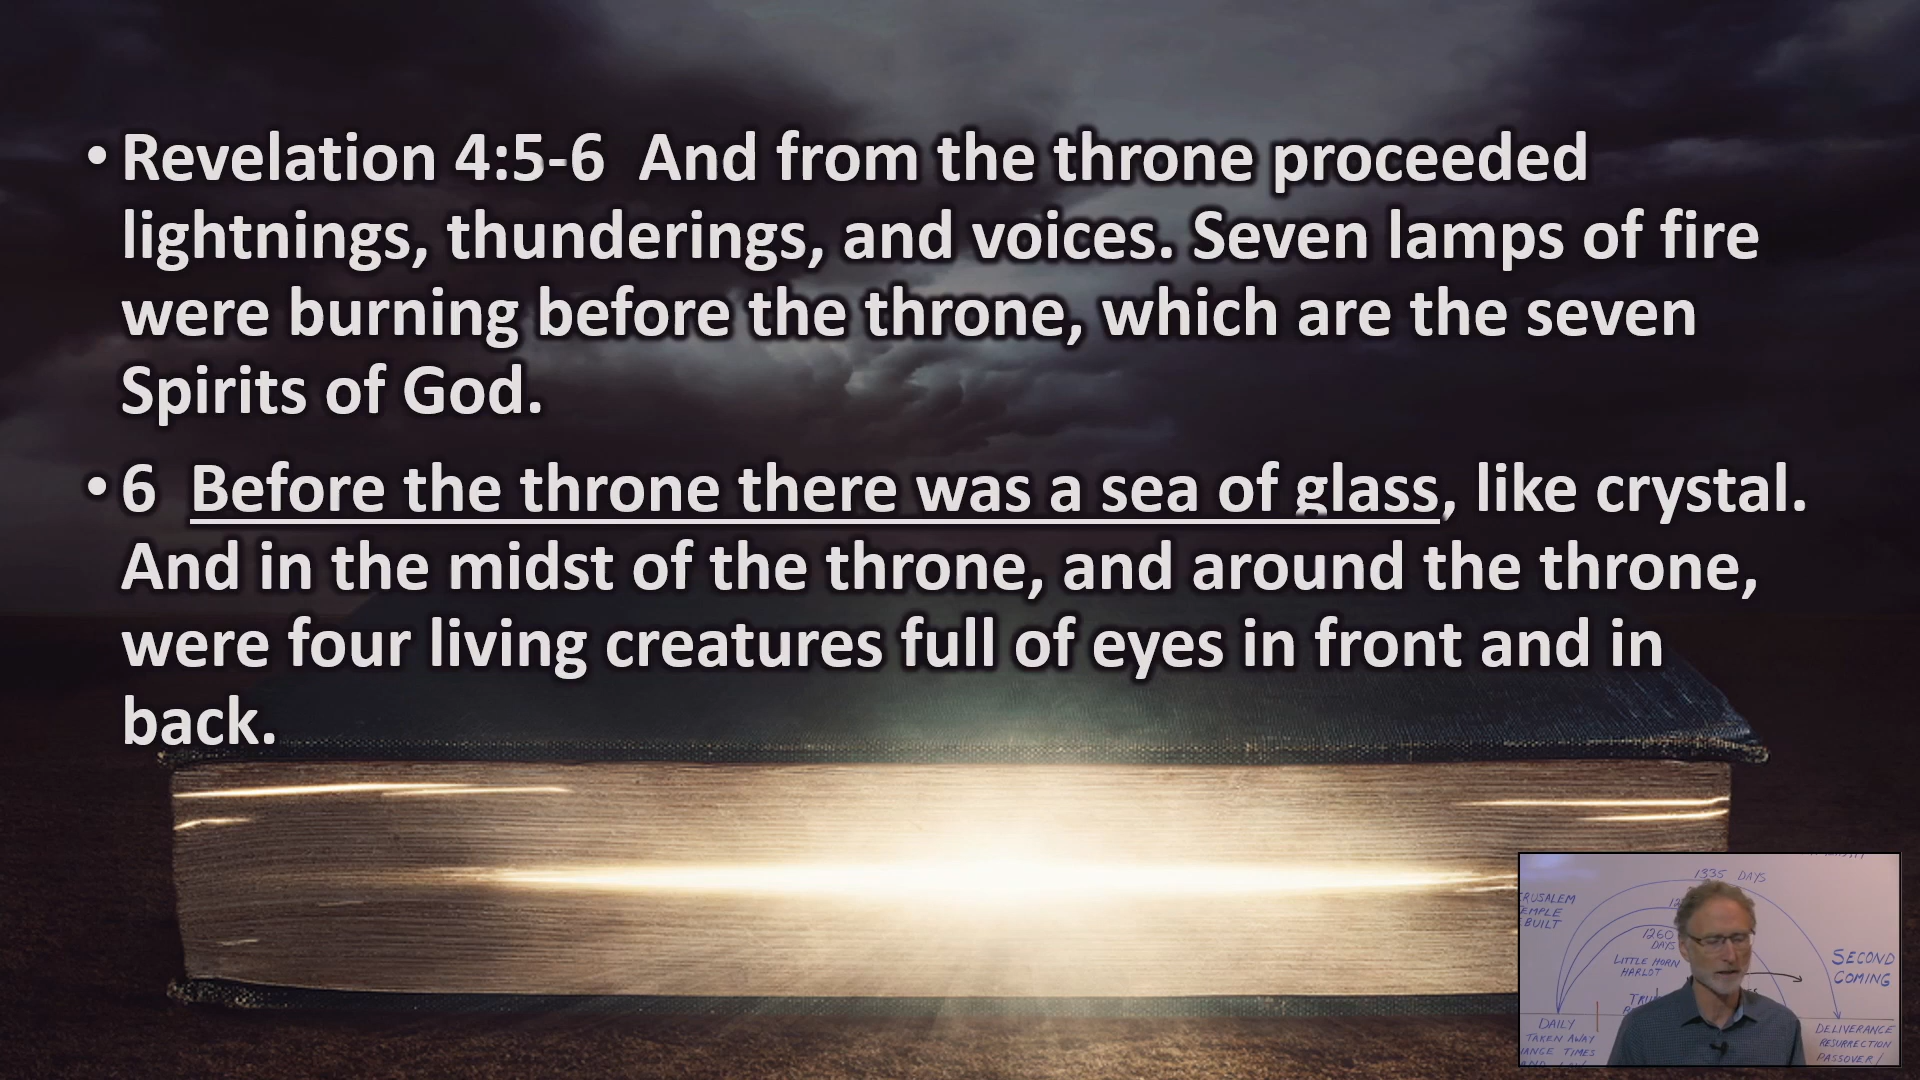 • Revelation 4:5-6  And from the throne proceeded
lightnings, thunderings, and voices. Seven lamps of fire
were burning before the throne, which are the seven
Spirits of God.
• 6  Before the throne there was a sea of glass, like crystal.
And in the midst of the throne, and around the throne,
were four living creatures full of eyes in front and in
back.
1335 DAYS
1260
DAYS
BUILT
LITTLE HORN
HARLOT
SECOND
COMING
DAILY
TAKEN AWAY
TIMES
DELIVERANCE
RESURRECTION
PASSOVER/